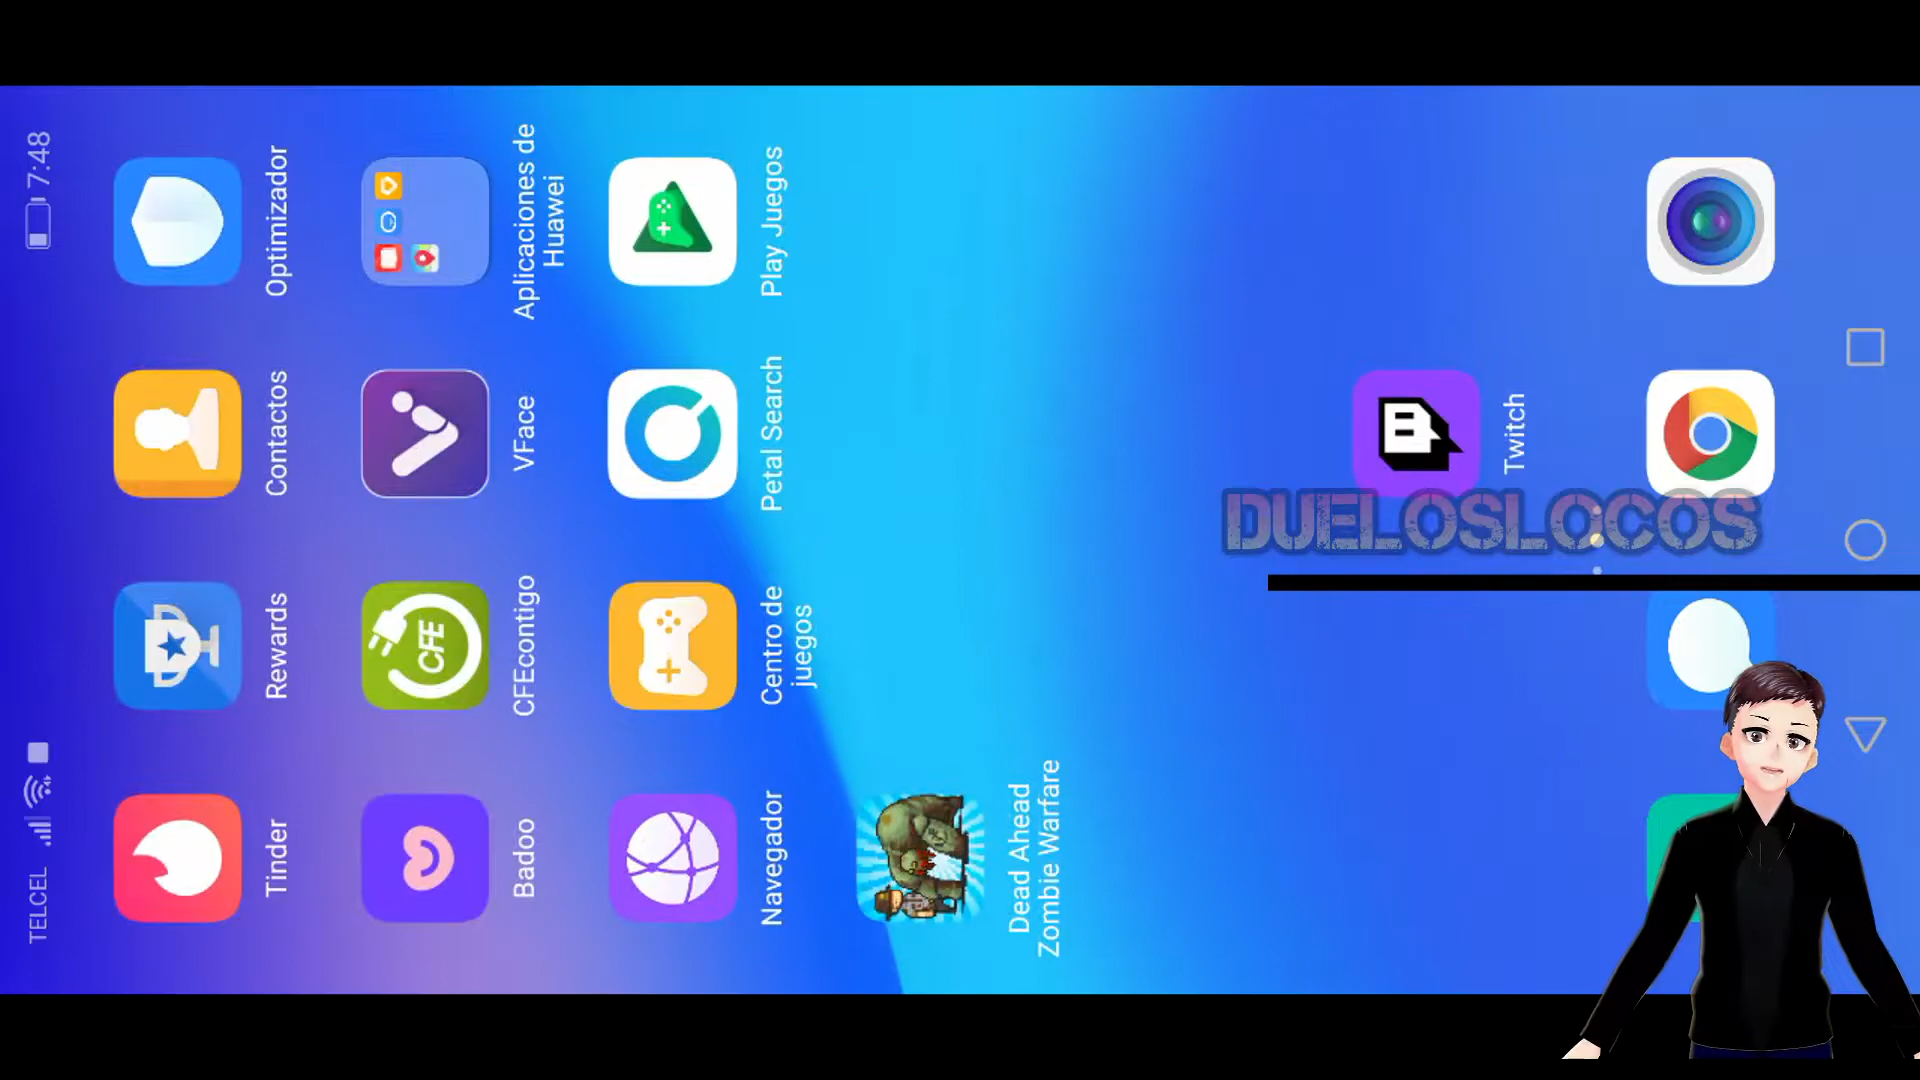 TELCEL 7:48
Tinder
Rewards
Contactos
Optimizador
Badoo
CFE
CFEcontigo
VFace
Aplicaciones de
Huawei
Navegador
Centro de
juegos
Petal Search
Play Juegos
Dead Ahead
Zombie Warfare
Twitch
DUELOSLOCOS